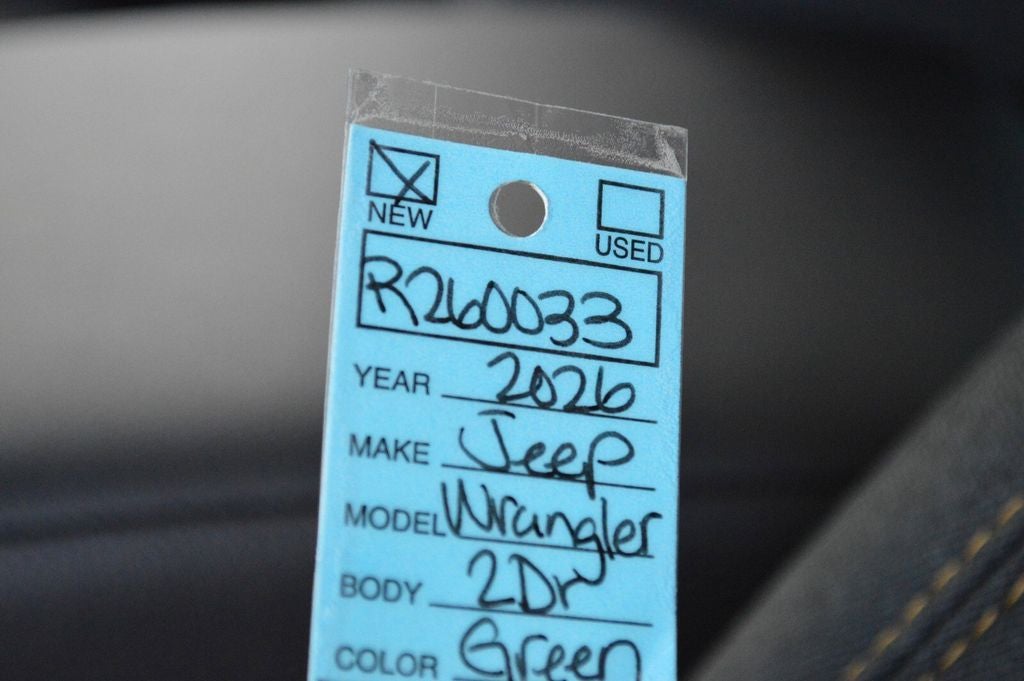 NEW USED
R260033
YEAR 2026
MAKE Jeep
MODEL Wrangler
BODY 2Dr
COLOR Green